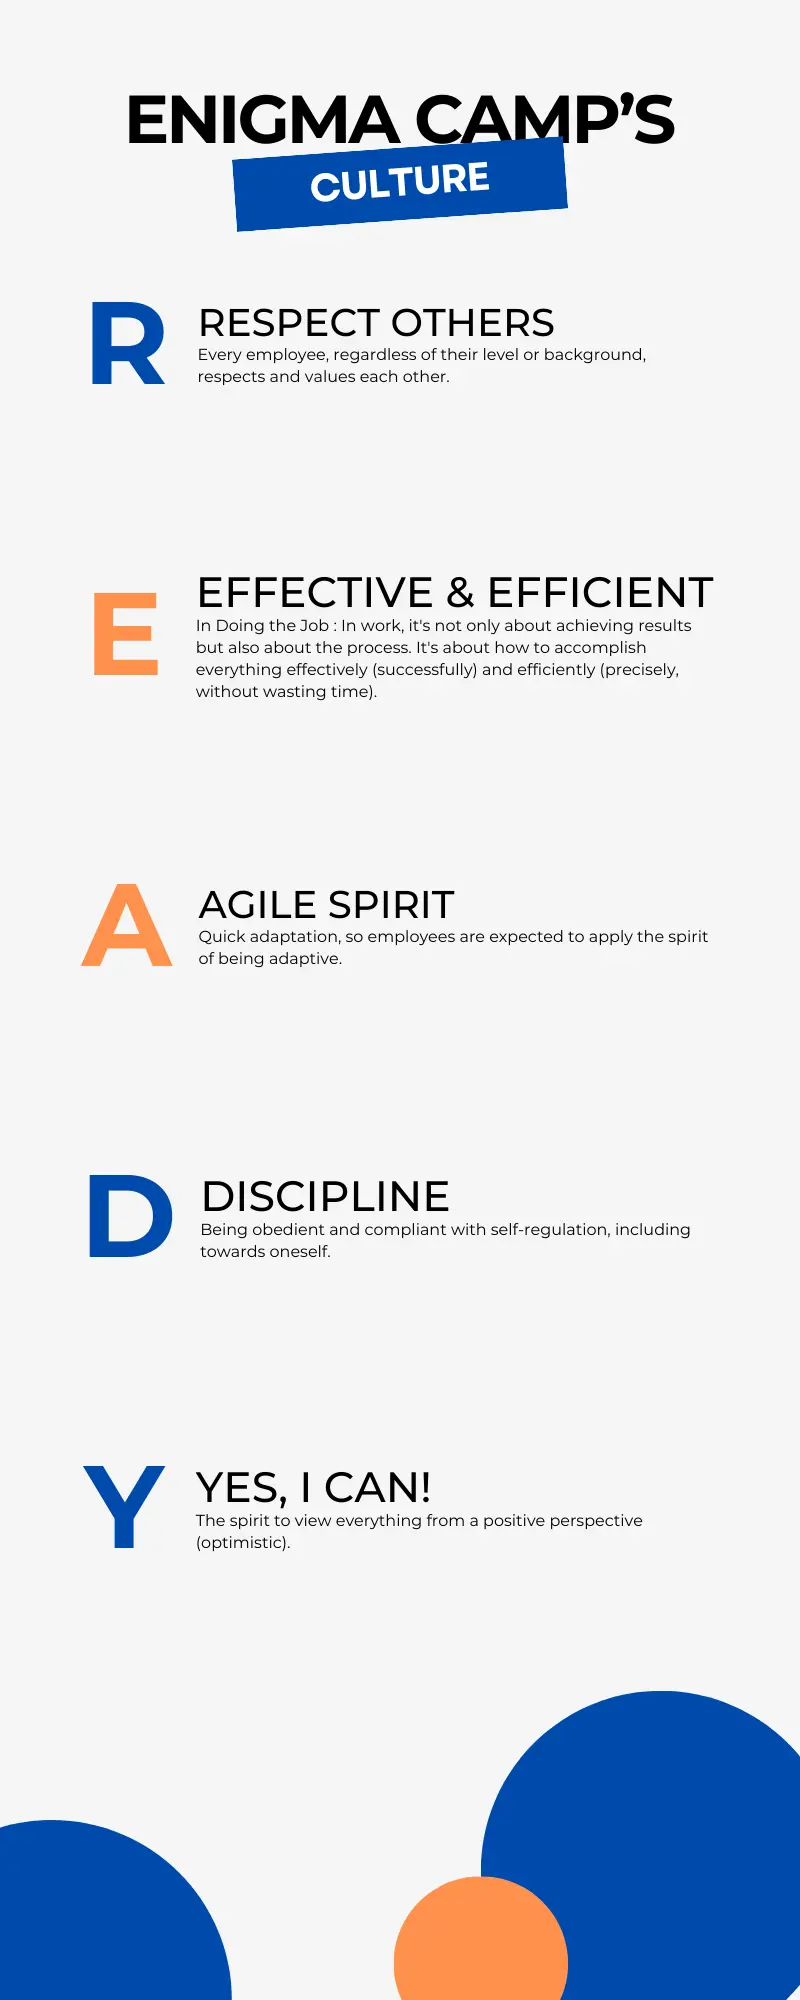 ENIGMA CAMP’S
CULTURE
R
RESPECT OTHERS
Every employee, regardless of their level or background,
respects and values each other.
E
EFFECTIVE & EFFICIENT
In Doing the Job : In work, it's not only about achieving results
but also about the process. It's about how to accomplish
everything effectively (successfully) and efficiently (precisely,
without wasting time).
A
AGILE SPIRIT
Quick adaptation, so employees are expected to apply the spirit
of being adaptive.
D
DISCIPLINE
Being obedient and compliant with self-regulation, including
towards oneself.
Y
YES, I CAN!
The spirit to view everything from a positive perspective
(optimistic).